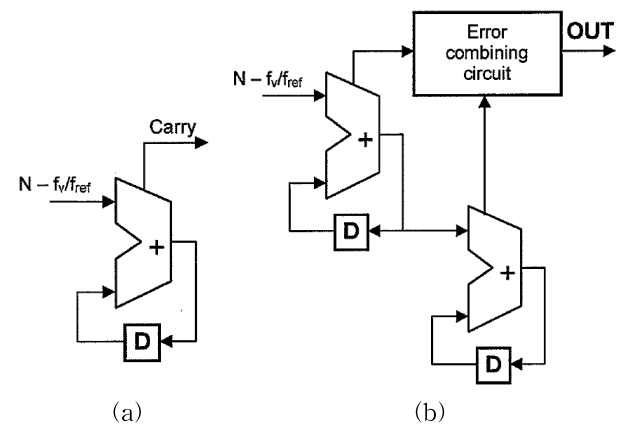 Carry
N – fv/fref
+
D
(a)
Error
combining
circuit
OUT
N – fv/fref
+
D
+
D
(b)